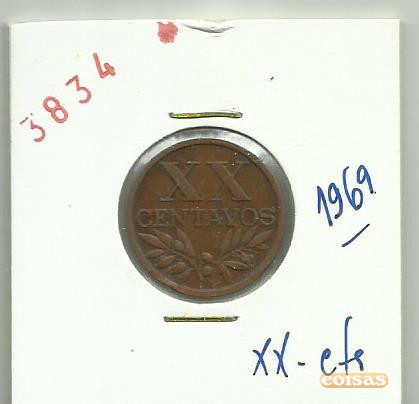 3834
XX
CENTAVOS
1969
XX - cts
coisas